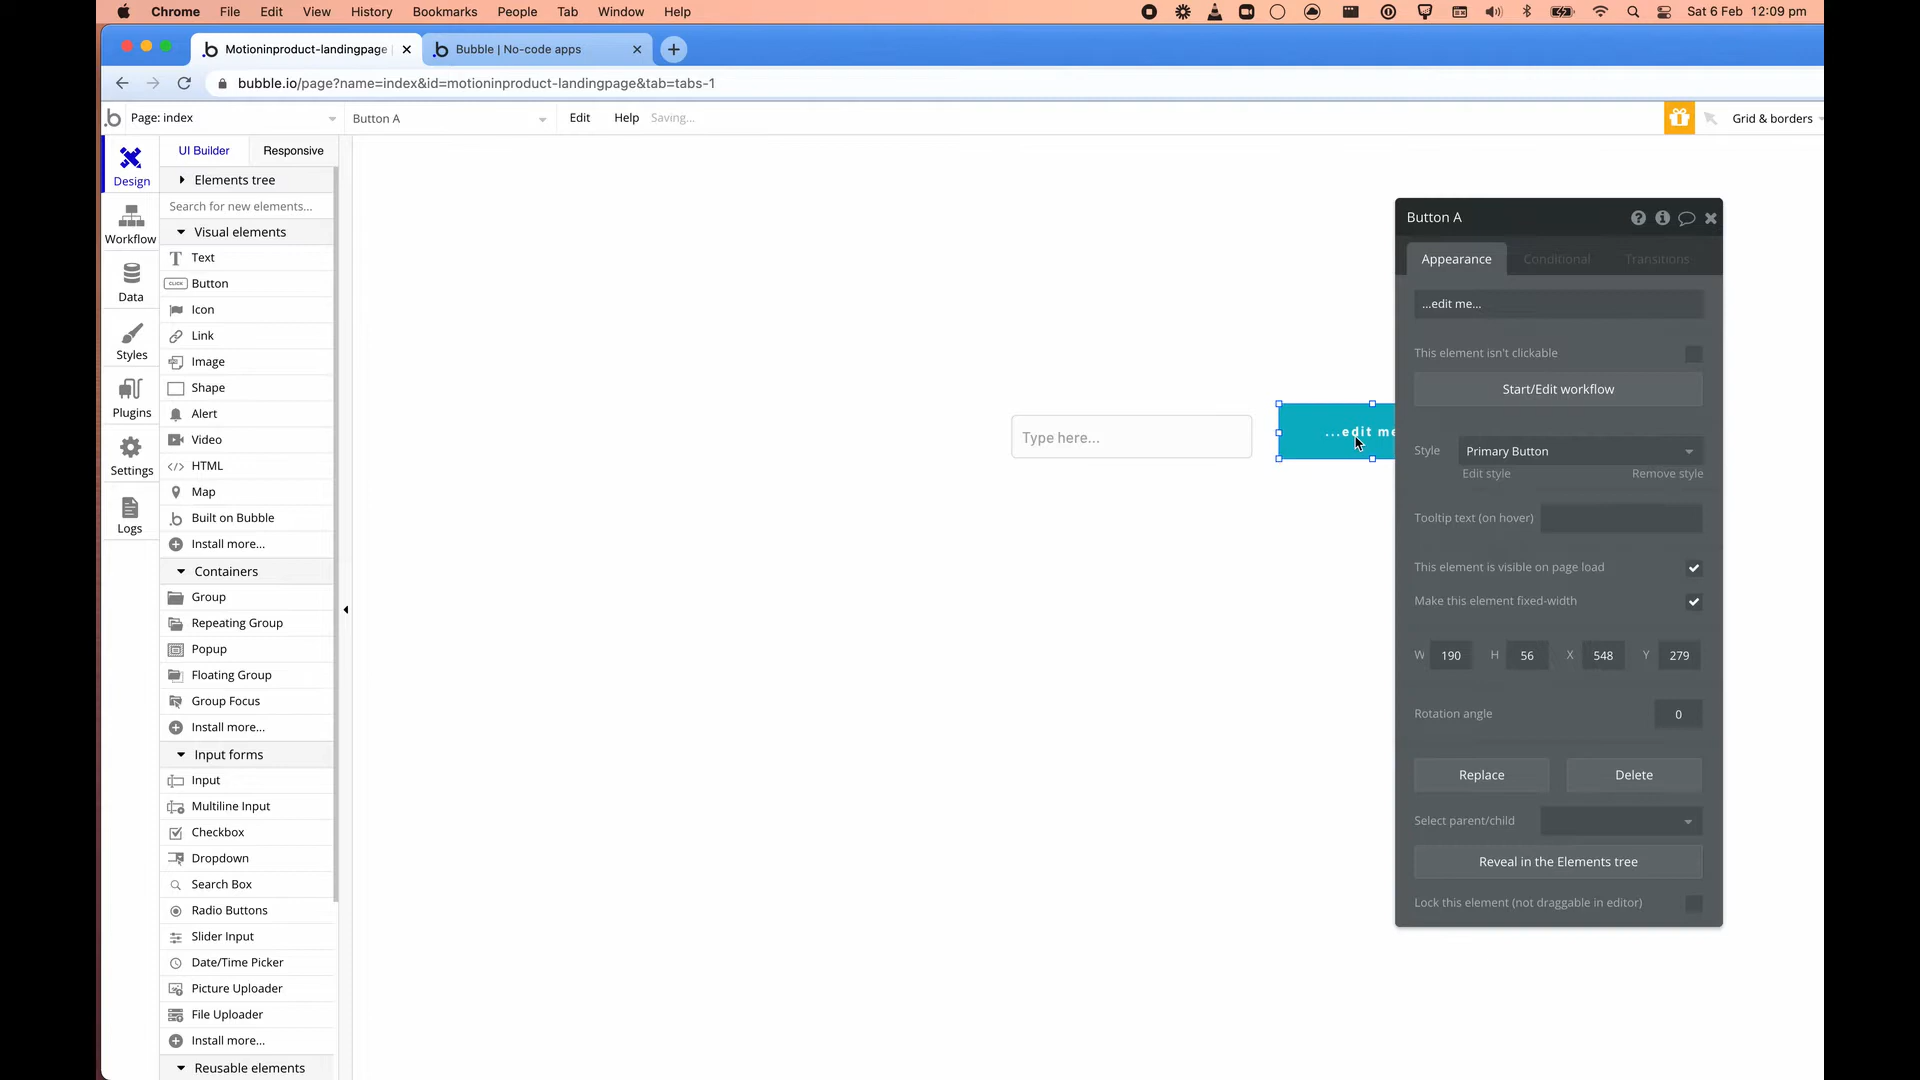 Chrome File Edit View History Bookmarks People Tab Window Help Sat 6 Feb 12:09 pm
Motioninproduct-landingpage Bubble | No-code apps
bubble.io/page?name=index&id=motioninproduct-landingpage&tab=tabs-1
Page: index Button A Edit Help Saving... Grid & borders
Design
Workflow
Data
Styles
Plugins
Settings
Logs
UI Builder Responsive
Elements tree
Search for new elements...
Visual elements
Text
CLICK Button
Icon
Link
Image
Shape
Alert
Video
HTML
Map
Built on Bubble
Install more...
Containers
Group
Repeating Group
Popup
Floating Group
Group Focus
Install more...
Input forms
Input
Multiline Input
Checkbox
Dropdown
Search Box
Radio Buttons
Slider Input
Date/Time Picker
Picture Uploader
File Uploader
Install more...
Reusable elements
Type here...
...edit me
Button A
Appearance Conditional Transitions
...edit me...
This element isn't clickable
Start/Edit workflow
Style Primary Button
Edit style Remove style
Tooltip text (on hover)
This element is visible on page load
Make this element fixed-width
W 190 H 56 X 548 Y 279
Rotation angle 0
Replace Delete
Select parent/child
Reveal in the Elements tree
Lock this element (not draggable in editor)